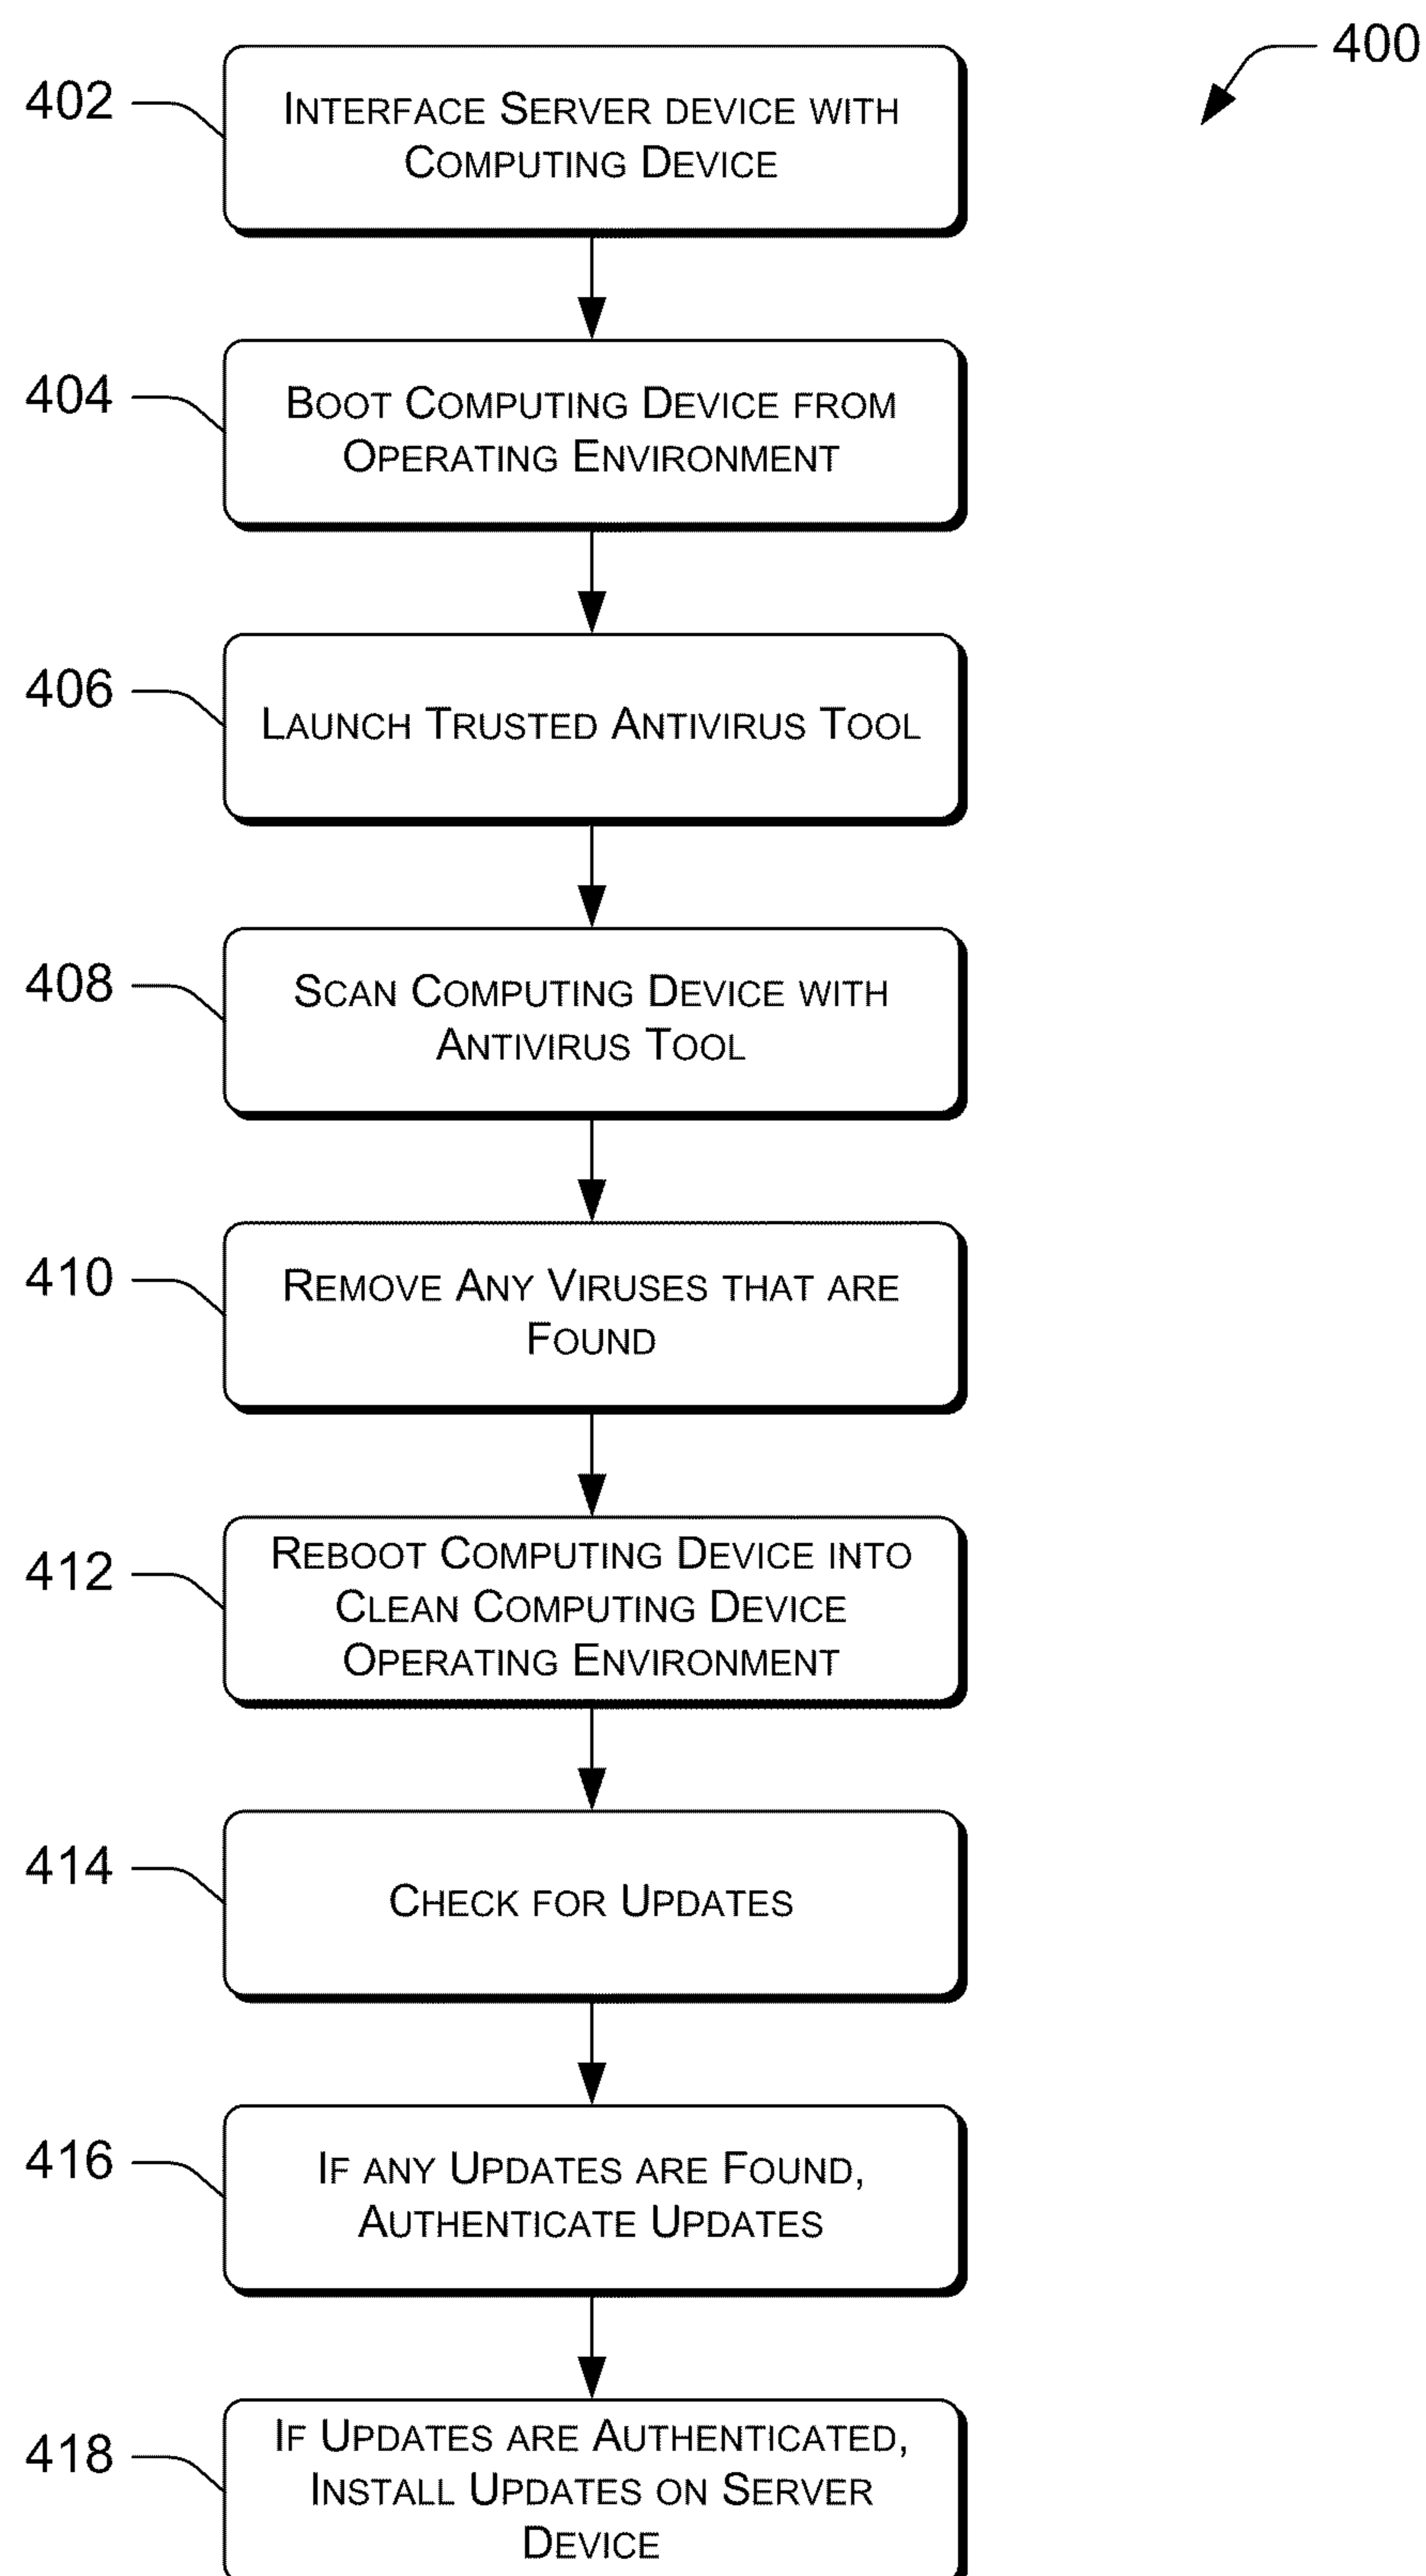 400
402
INTERFACE SERVER DEVICE WITH
COMPUTING DEVICE
404
BOOT COMPUTING DEVICE FROM
OPERATING ENVIRONMENT
406
LAUNCH TRUSTED ANTIVIRUS TOOL
408
SCAN COMPUTING DEVICE WITH
ANTIVIRUS TOOL
410
REMOVE ANY VIRUSES THAT ARE
FOUND
412
REBOOT COMPUTING DEVICE INTO
CLEAN COMPUTING DEVICE
OPERATING ENVIRONMENT
414
CHECK FOR UPDATES
416
IF ANY UPDATES ARE FOUND,
AUTHENTICATE UPDATES
418
IF UPDATES ARE AUTHENTICATED,
INSTALL UPDATES ON SERVER
DEVICE